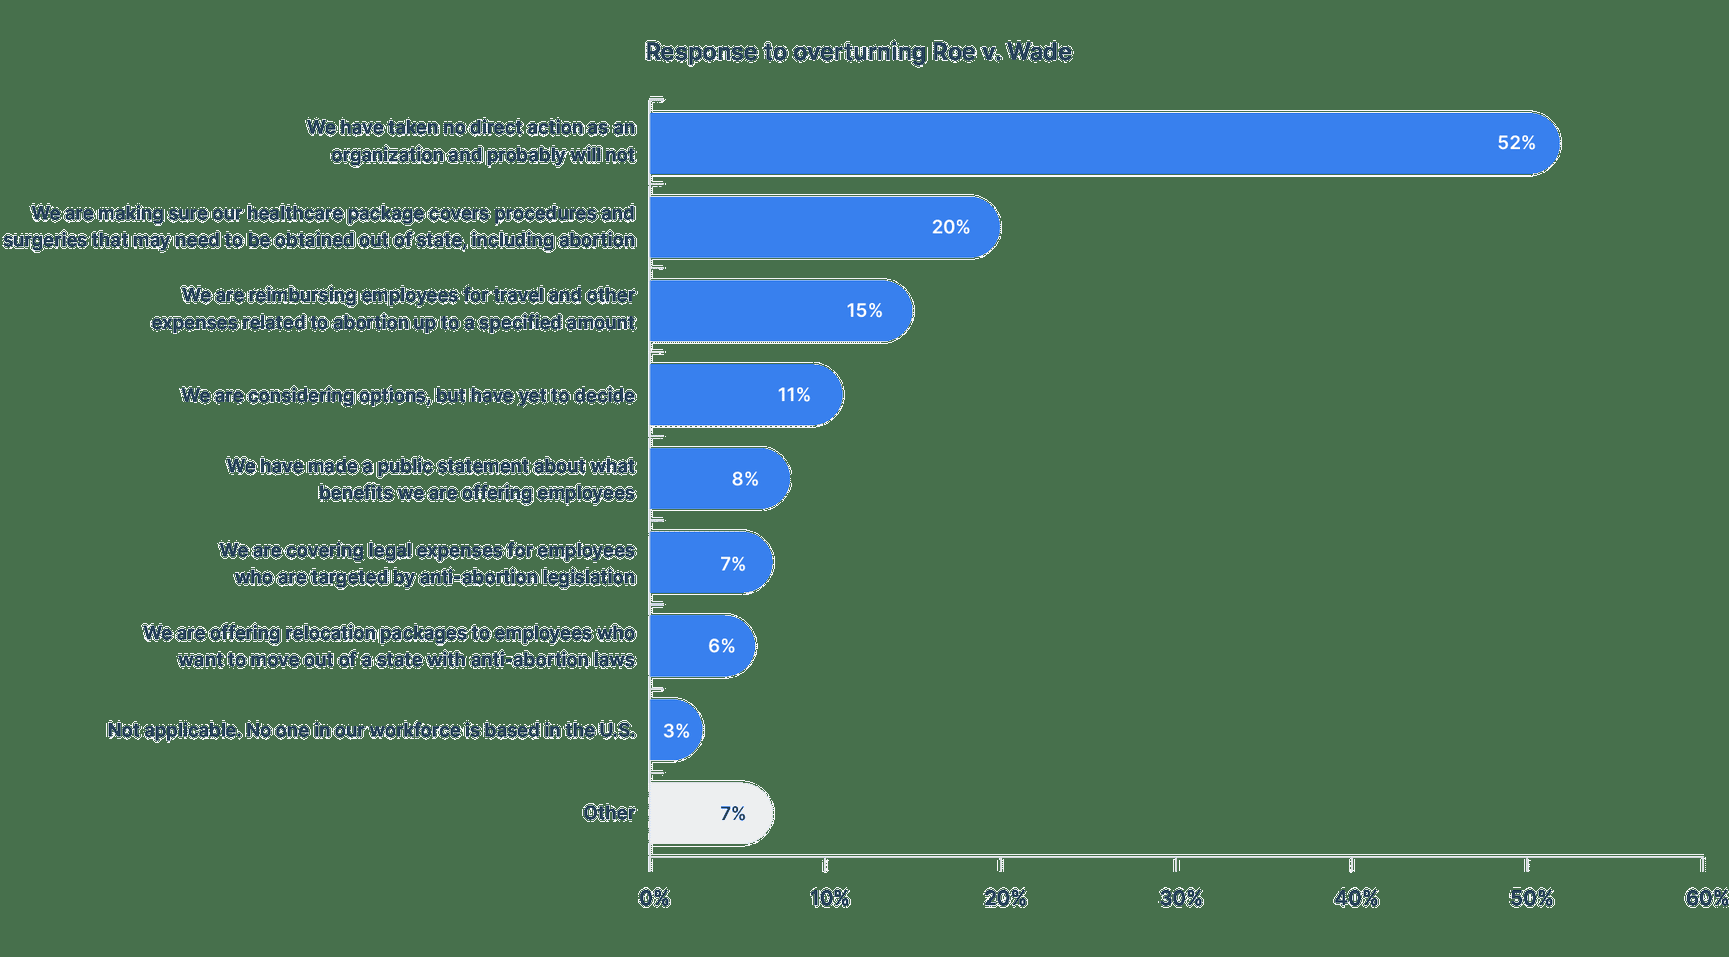 Response to overturning Roe v. Wade
We have taken no direct action as an
organization and probably will not
52%
We are making sure our healthcare package covers procedures and
surgeries that may need to be obtained out of state, including abortion
20%
We are reimbursing employees for travel and other
expenses related to abortion up to a specified amount
15%
We are considering options, but have yet to decide
11%
We have made a public statement about what
benefits we are offering employees
8%
We are covering legal expenses for employees
who are targeted by anti-abortion legislation
7%
We are offering relocation packages to employees who
want to move out of a state with anti-abortion laws
6%
Not applicable. No one in our workforce is based in the U.S.
3%
Other
7%
0% 10% 20% 30% 40% 50% 60%